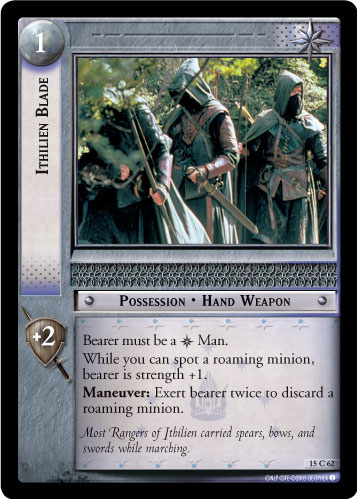 1
Ithilien Blade
Possession • Hand Weapon
+2
Bearer must be a Man.
While you can spot a roaming minion,
bearer is strength +1.
Maneuver: Exert bearer twice to discard a
roaming minion.
Most Rangers of Ithilien carried spears, bows, and
swords while marching.
15 C 62